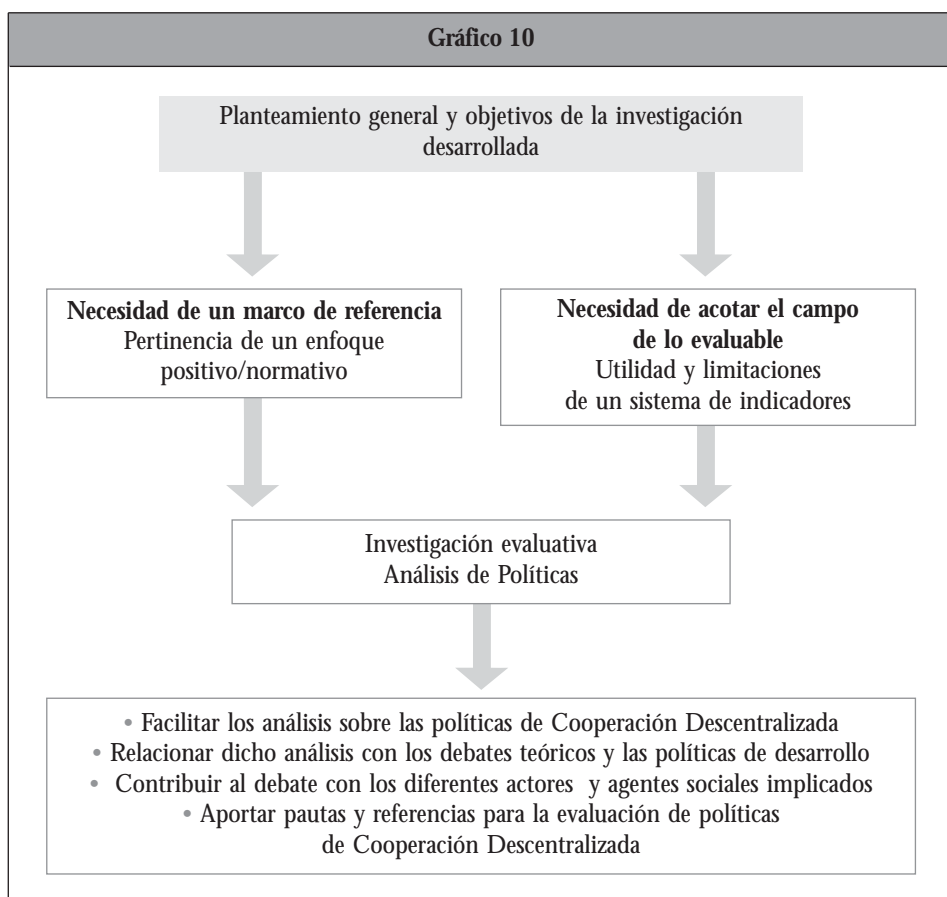 Gráfico 10
Planteamiento general y objetivos de la investigación
desarrollada
Necesidad de un marco de referencia
Pertinencia de un enfoque
positivo/normativo
Necesidad de acotar el campo
de lo evaluable
Utilidad y limitaciones
de un sistema de indicadores
Investigación evaluativa
Análisis de Políticas
• Facilitar los análisis sobre las políticas de Cooperación Descentralizada
• Relacionar dicho análisis con los debates teóricos y las políticas de desarrollo
• Contribuir al debate con los diferentes actores y agentes sociales implicados
• Aportar pautas y referencias para la evaluación de políticas
de Cooperación Descentralizada